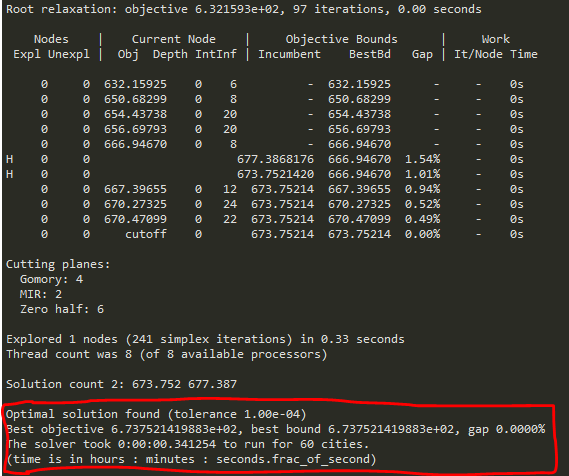 Root relaxation: objective 6.321593e+02, 97 iterations, 0.00 seconds
    Nodes    |    Current Node    |     Objective Bounds      |     Work
 Expl Unexpl |  Obj  Depth IntInf | Incumbent    BestBd   Gap | It/Node Time
     0     0  632.15925    0    6          -  632.15925      -     -    0s
     0     0  650.68299    0    8          -  650.68299      -     -    0s
     0     0  654.43738    0   20          -  654.43738      -     -    0s
     0     0  656.69793    0   20          -  656.69793      -     -    0s
     0     0  666.94670    0    8          -  666.94670      -     -    0s
H    0     0                     677.3868176  666.94670  1.54%     -    0s
H    0     0                     673.7521420  666.94670  1.01%     -    0s
     0     0  667.39655    0   12  673.75214  667.39655  0.94%     -    0s
     0     0  670.27325    0   24  673.75214  670.27325  0.52%     -    0s
     0     0  670.47099    0   22  673.75214  670.47099  0.49%     -    0s
     0     0     cutoff    0       673.75214  673.75214  0.00%     -    0s
Cutting planes:
  Gomory: 4
  MIR: 2
  Zero half: 6
Explored 1 nodes (241 simplex iterations) in 0.33 seconds
Thread count was 8 (of 8 available processors)
Solution count 2: 673.752 677.387
Optimal solution found (tolerance 1.00e-04)
Best objective 6.737521419883e+02, best bound 6.737521419883e+02, gap 0.0000%
The solver took 0:00:00.341254 to run for 60 cities.
(time is in hours : minutes : seconds.frac_of_second)